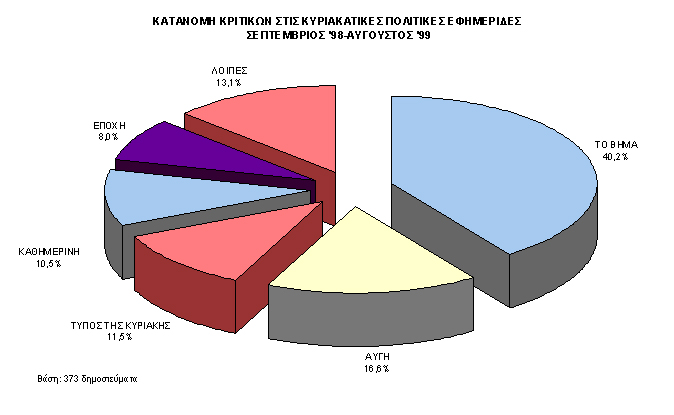 ΚΑΤΑΝΟΜΗ ΚΡΙΤΙΚΩΝ ΣΤΙΣ ΚΥΡΙΑΚΑΤΙΚΕΣ ΠΟΛΙΤΙΚΕΣ ΕΦΗΜΕΡΙΔΕΣ
ΣΕΠΤΕΜΒΡΙΟΣ '98-ΑΥΓΟΥΣΤΟΣ '99
ΛΟΙΠΕΣ
13,1%
ΕΠΟΧΗ
8,0%
ΤΟ ΒΗΜΑ
40,2%
ΚΑΘΗΜΕΡΙΝΗ
10,5%
ΤΥΠΟΣ ΤΗΣ ΚΥΡΙΑΚΗΣ
11,5%
ΑΥΓΗ
16,6%
Βάση: 373 δημοσιεύματα